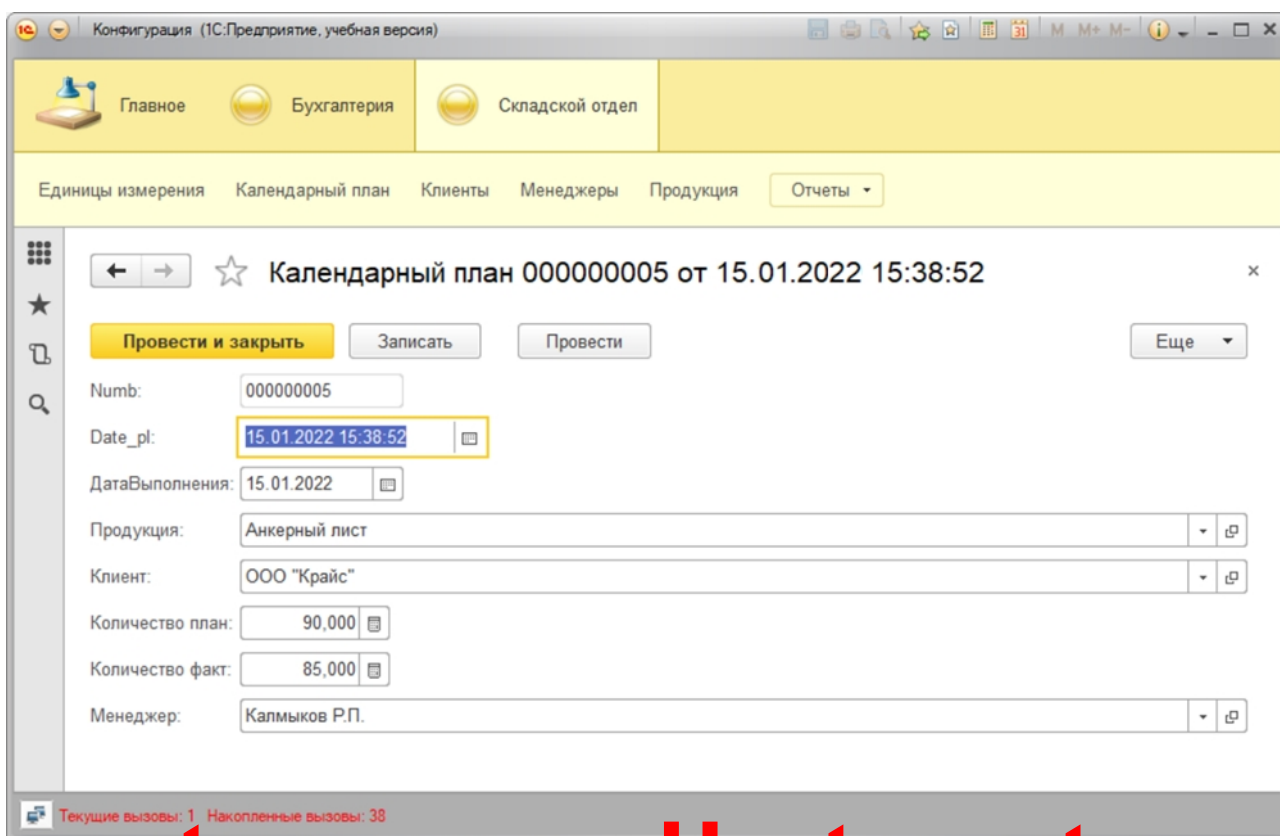 Конфигурация (1С:Предприятие, учебная версия) M M+ M-
Главное Бухгалтерия Складской отдел
Единицы измерения Календарный план Клиенты Менеджеры Продукция Отчеты
Календарный план 000000005 от 15.01.2022 15:38:52
Провести и закрыть Записать Провести Еще
Numb: 000000005
Date_pl: 15.01.2022 15:38:52
ДатаВыполнения: 15.01.2022
Продукция: Анкерный лист
Клиент: ООО "Крайс"
Количество план: 90,000
Количество факт: 85,000
Менеджер: Калмыков Р.П.
Текущие вызовы: 1 Накопленные вызовы: 38